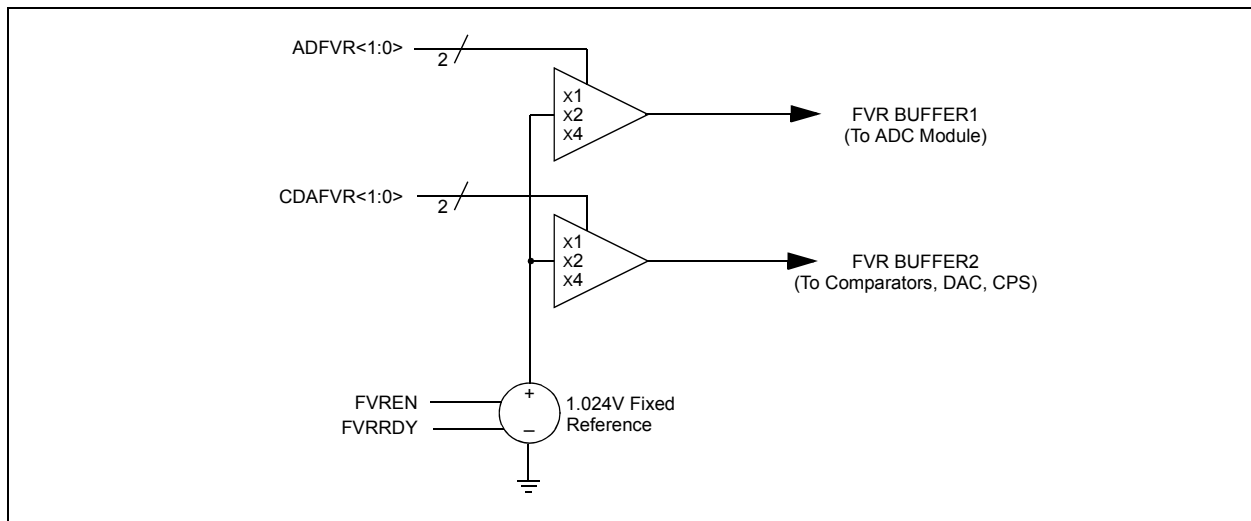 ADFVR<1:0>
2
X1
X2
X4
FVR BUFFER1
(To ADC Module)
CDAFVR<1:0>
2
X1
X2
X4
FVR BUFFER2
(To Comparators, DAC, CPS)
FVREN
FVRRDY
+
–
1.024V Fixed
Reference